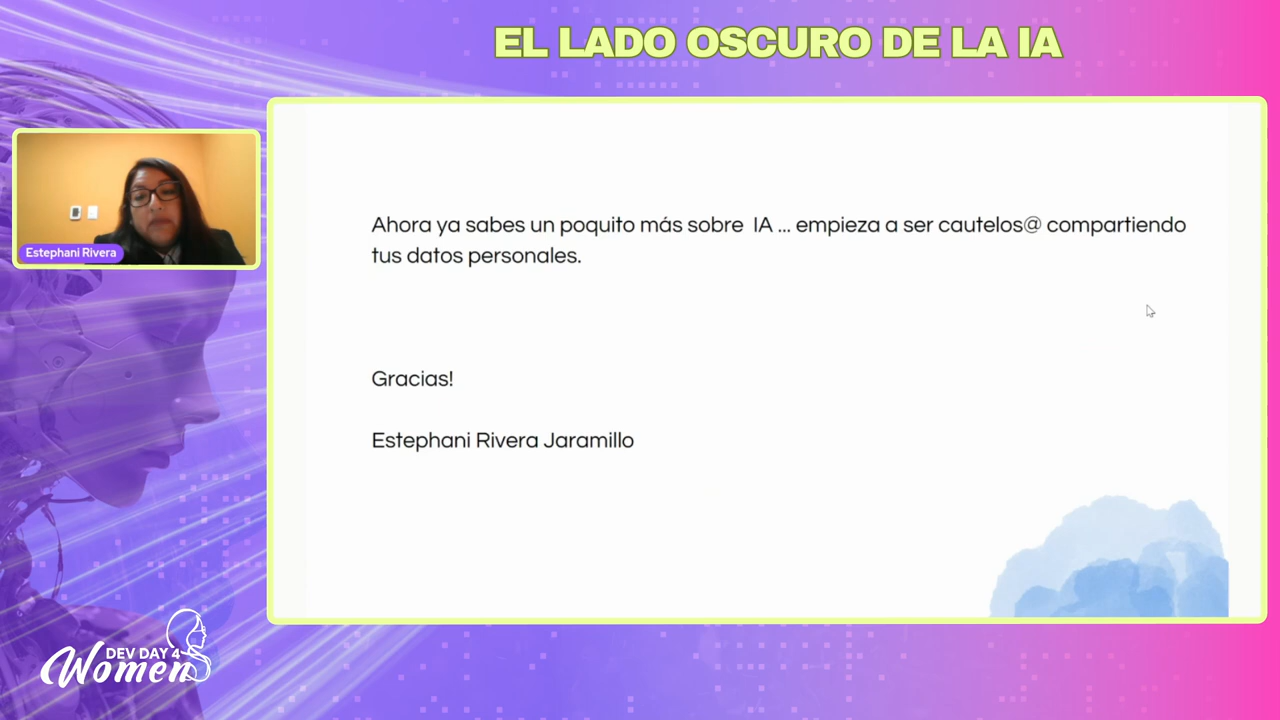 EL LADO OSCURO DE LA IA
Estephani Rivera
Ahora ya sabes un poquito más sobre  IA ... empieza a ser cautelos@ compartiendo
tus datos personales.
Gracias!
Estephani Rivera Jaramillo
DEV DAY 4
Women